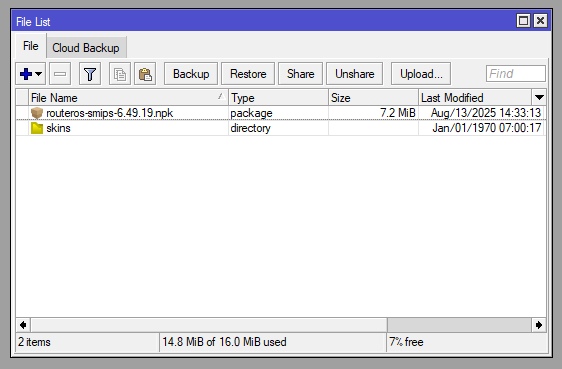 File List
File Cloud Backup
Backup Restore Share Unshare Upload... Find
File Name Type Size Last Modified
routeros-smips-6.49.19.npk package 7.2 MiB Aug/13/2025 14:33:13
skins directory Jan/01/1970 07:00:17
2 items 14.8 MiB of 16.0 MiB used 7% free